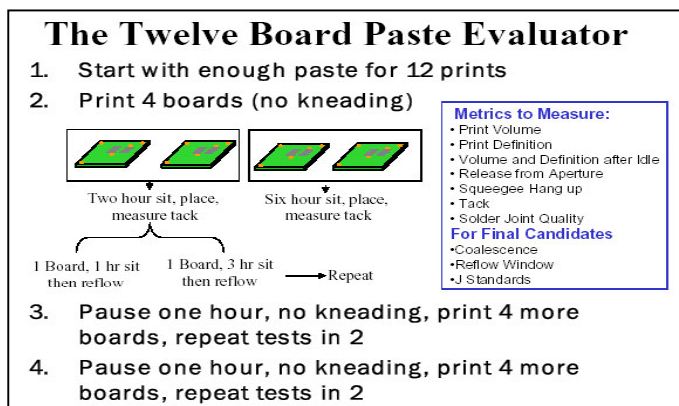 The Twelve Board Paste Evaluator
1. Start with enough paste for 12 prints
2. Print 4 boards (no kneading)
Two hour sit, place,
measure tack
Six hour sit, place,
measure tack
1 Board, 1 hr sit
then reflow
1 Board, 3 hr sit
then reflow
Repeat
Metrics to Measure:
• Print Volume
• Print Definition
• Volume and Definition after Idle
• Release from Aperture
• Squeegee Hang up
• Tack
• Solder Joint Quality
For Final Candidates
•Coalescence
•Reflow Window
•J Standards
3. Pause one hour, no kneading, print 4 more
boards, repeat tests in 2
4. Pause one hour, no kneading, print 4 more
boards, repeat tests in 2